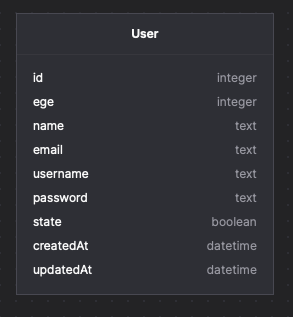 User
id integer
ege integer
name text
email text
username text
password text
state boolean
createdAt datetime
updatedAt datetime